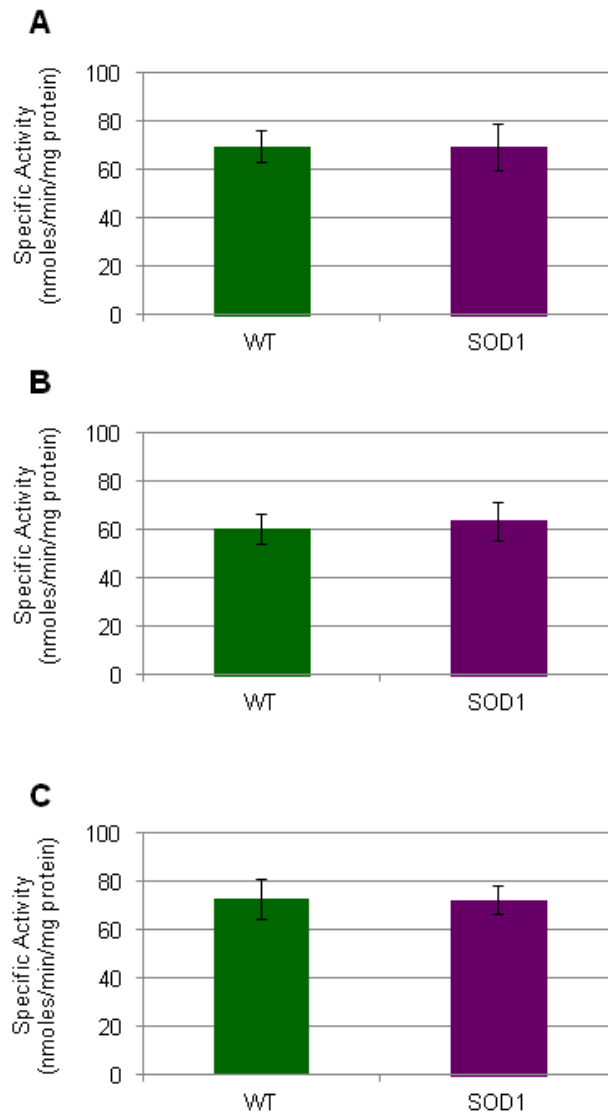 A
Specific Activity
(nmoles/min/mg protein)
100
80
60
40
20
0
WT SOD1
B
Specific Activity
(nmoles/min/mg protein)
100
80
60
40
20
0
WT SOD1
C
Specific Activity
(nmoles/min/mg protein)
100
80
60
40
20
0
WT SOD1